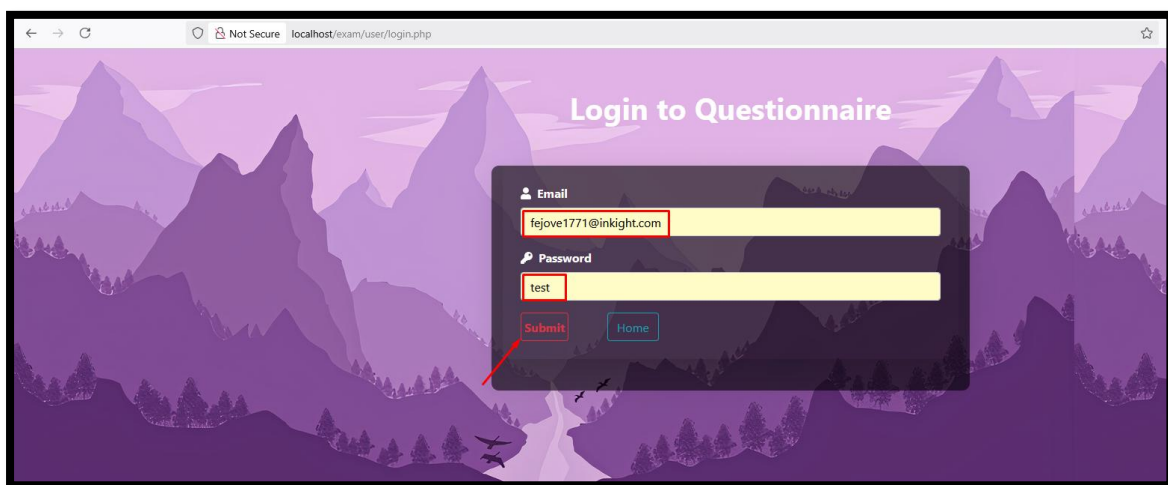 Not Secure localhost/exam/user/login.php
Login to Questionnaire
Email
fejove1771@inkight.com
Password
test
Submit Home